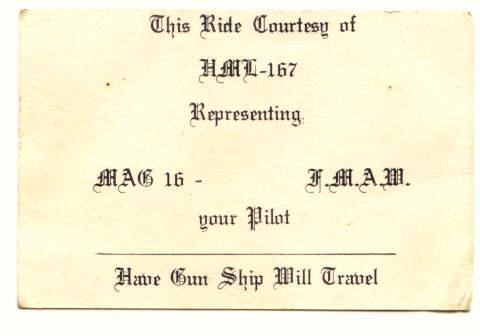 This Ride Courtesy of
HML-167
Representing
MAG 16 - F.M.A.W.
your Pilot
Have Gun Ship Will Travel